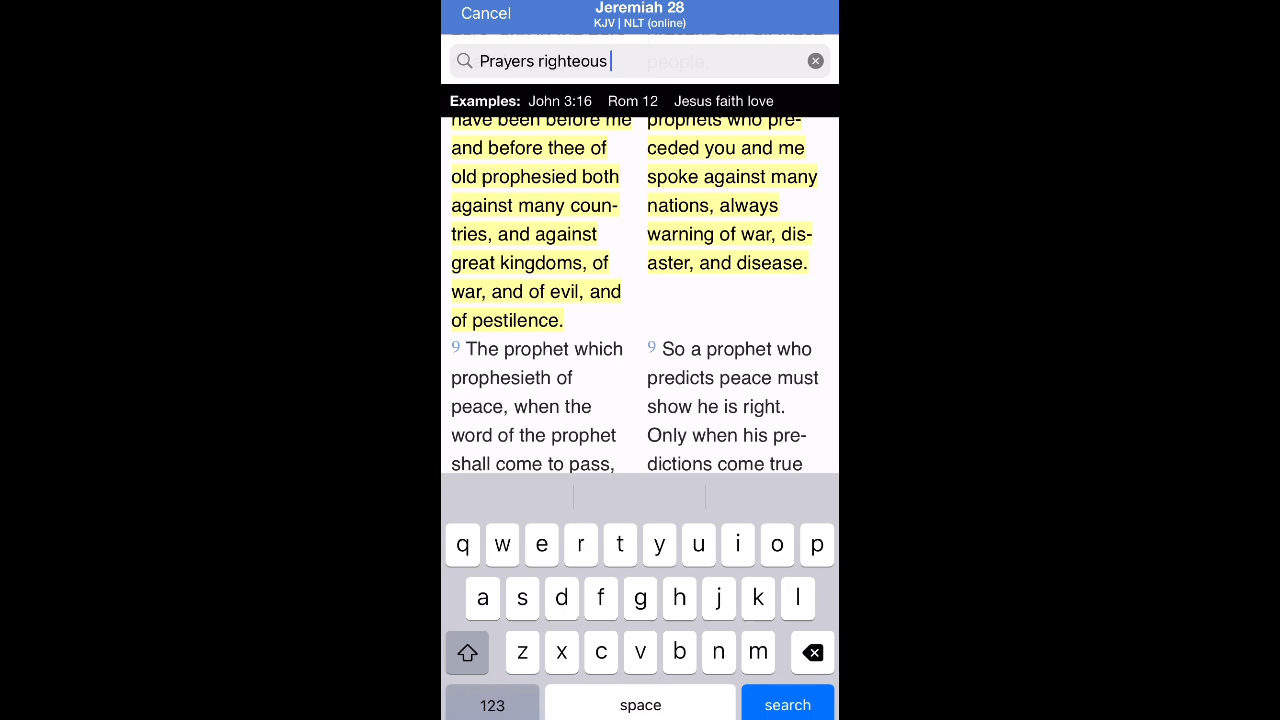 Cancel
Jeremiah 28
KJV | NLT (online)
Prayers righteous
people
Examples: John 3:16 Rom 12 Jesus faith love
have been before me
and before thee of
old prophesied both
against many coun-
tries, and against
great kingdoms, of
war, and of evil, and
of pestilence.
9 The prophet which
prophesieth of
peace, when the
word of the prophet
shall come to pass,
prophets who pre-
ceded you and me
spoke against many
nations, always
warning of war, dis-
aster, and disease.
9 So a prophet who
predicts peace must
show he is right.
Only when his pre-
dictions come true
q w e r t y u i o p
a s d f g h j k l
z x c v b n m
123 space search